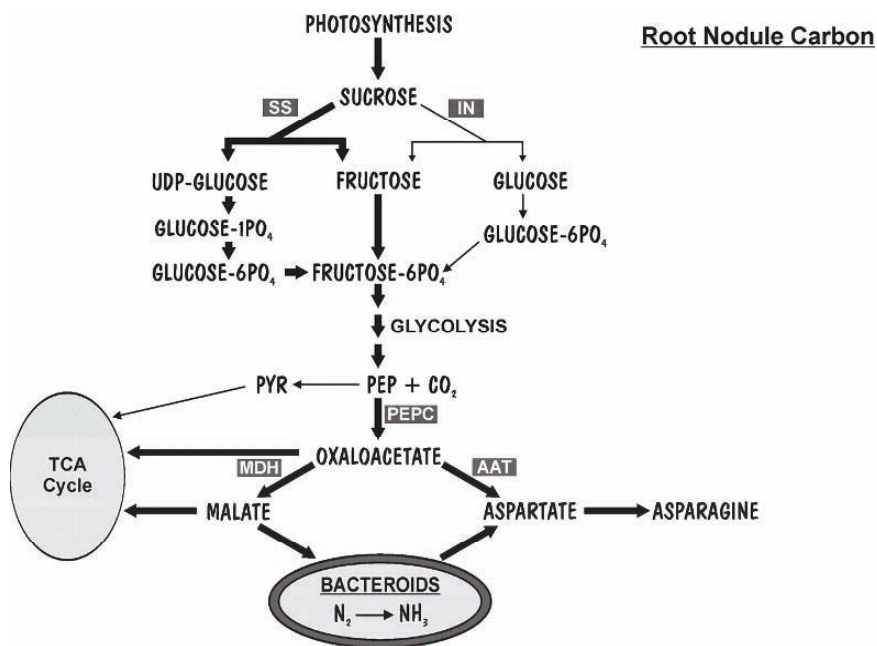 PHOTOSYNTHESIS
Root Nodule Carbon
SS
SUCROSE
IN
UDP-GLUCOSE
FRUCTOSE
GLUCOSE
GLUCOSE-1PO₄
GLUCOSE-6PO₄
GLUCOSE-6PO₄
FRUCTOSE-6PO₄
GLYCOLYSIS
PYR
PEP + CO₂
PEPC
OXALOACETATE
MDH
AAT
TCA
Cycle
MALATE
ASPARTATE
ASPARAGINE
BACTEROIDS
N₂ → NH₃